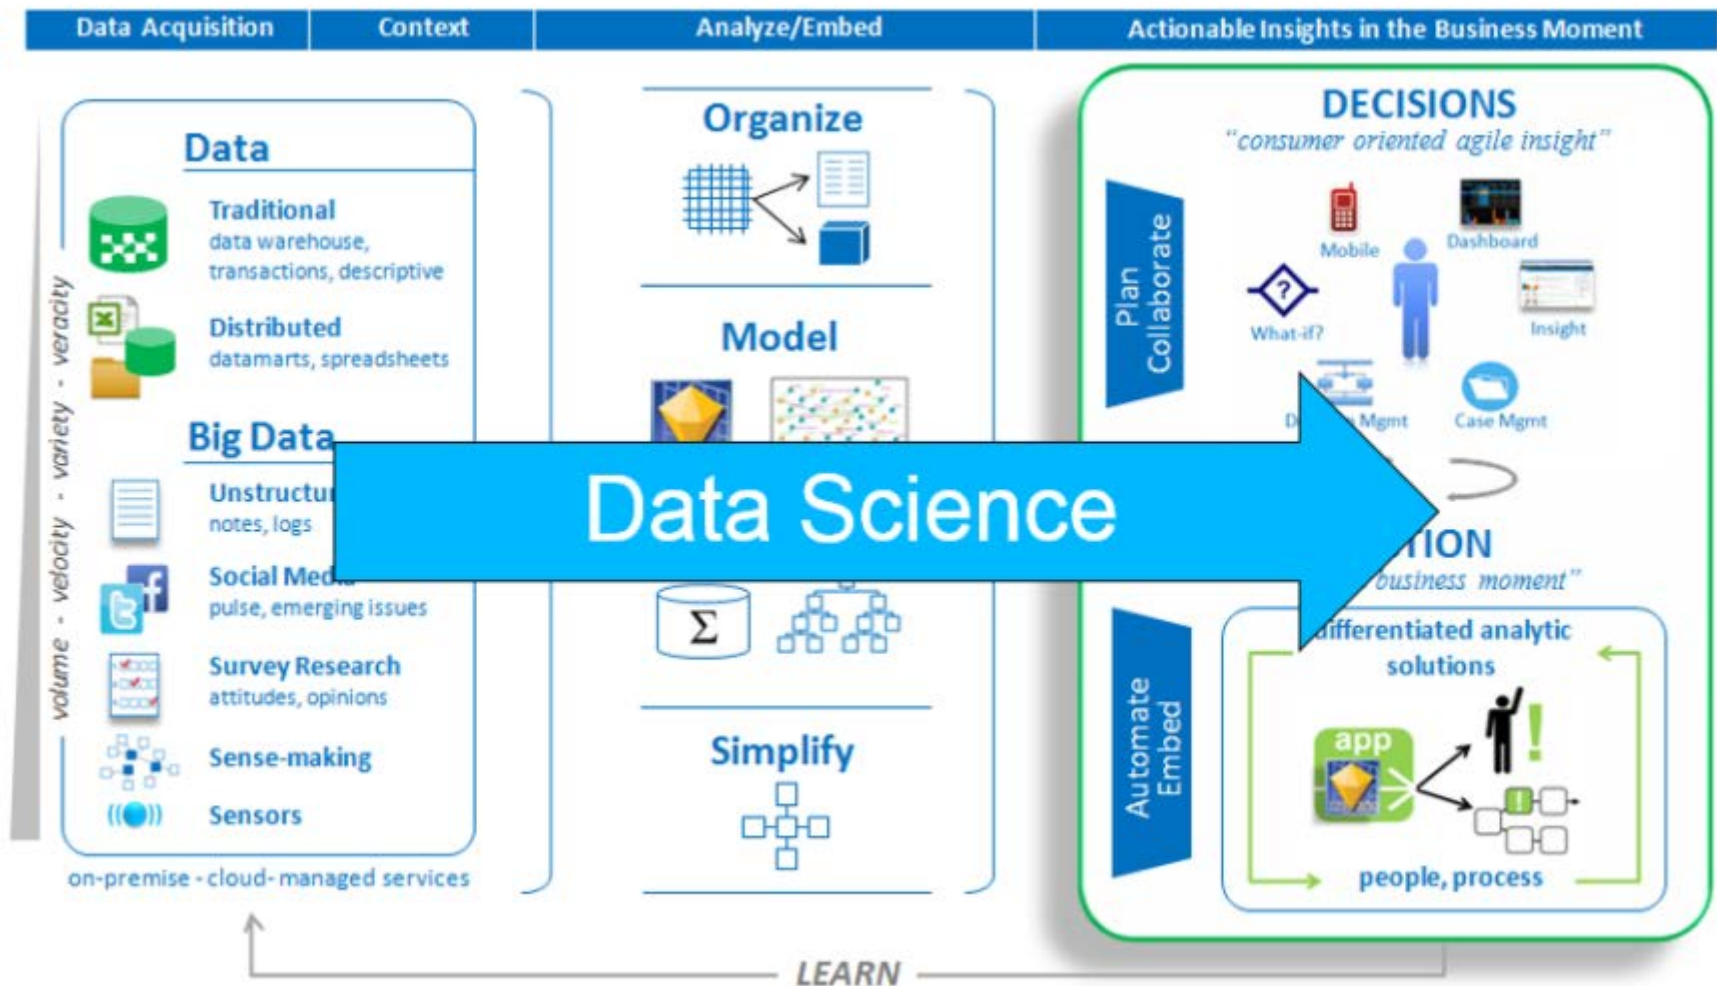 Data Acquisition
Context
Analyze/Embed
Actionable Insights in the Business Moment
volume - velocity - variety - veracity
Data
Traditional
data warehouse,
transactions, descriptive
Distributed
datamarts, spreadsheets
Big Data
notes, logs
Social Media
pulse, emerging issues
Survey Research
attitudes, opinions
Sense-making
Sensors
on-premise - cloud- managed services
Organize
Model
Data Science
Σ
Simplify
DECISIONS
"consumer oriented agile insight"
Plan
Collaborate
Mobile
Dashboard
?
What-if?
Insight
Mgmt
Case Mgmt
business moment"
Automate
Embed
differentiated analytic
solutions
app
!
!
people, process
LEARN